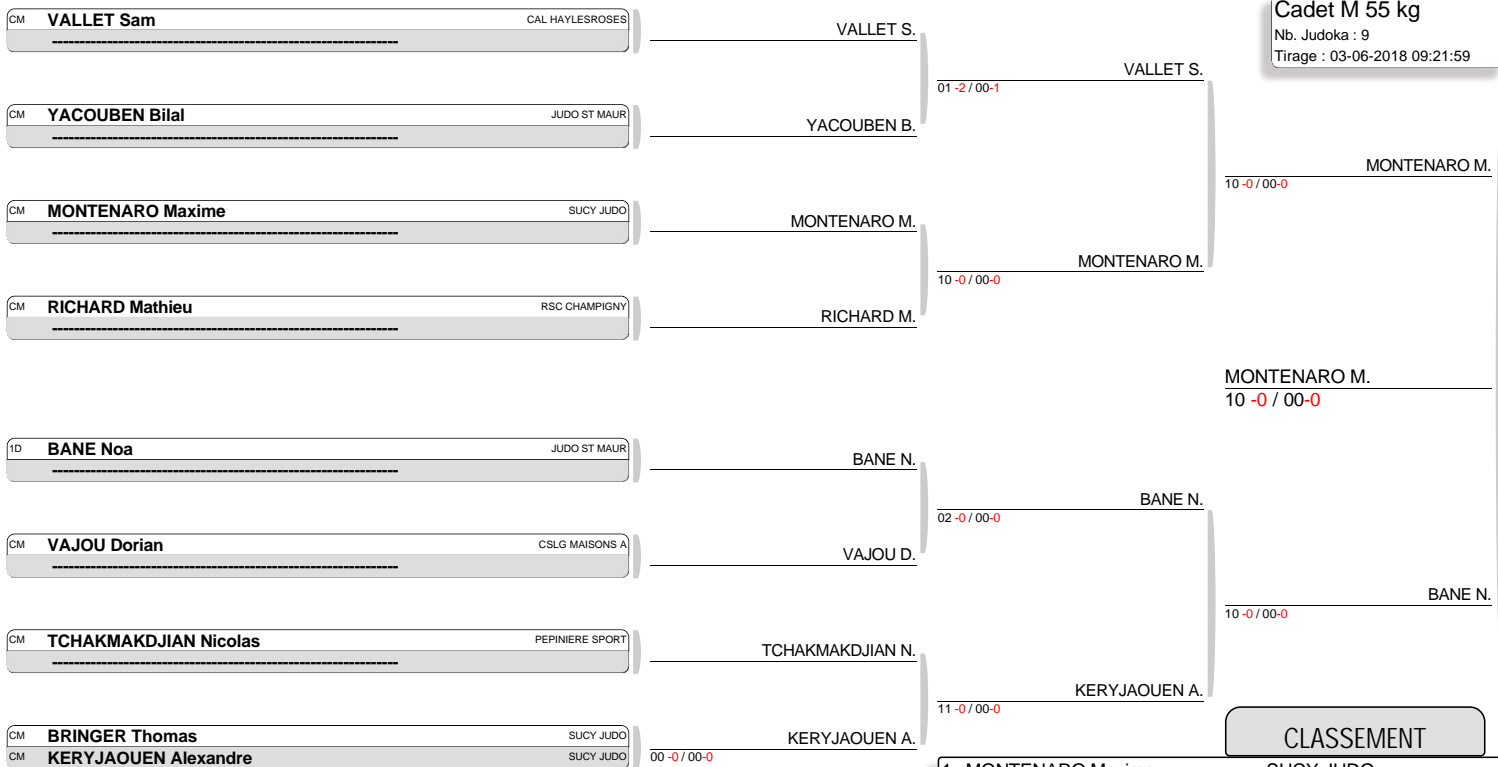 Cadet M 55 kg
Nb. Judoka : 9
Tirage : 03-06-2018 09:21:59
CM VALLET Sam CAL HAYLESROSES
------------------------------------------------------------
CM YACOUBEN Bilal JUDO ST MAUR
------------------------------------------------------------
CM MONTENARO Maxime SUCY JUDO
------------------------------------------------------------
CM RICHARD Mathieu RSC CHAMPIGNY
------------------------------------------------------------
1D BANE Noa JUDO ST MAUR
------------------------------------------------------------
CM VAJOU Dorian CSLG MAISONS A
------------------------------------------------------------
CM TCHAKMAKDJIAN Nicolas PEPINIERE SPORT
------------------------------------------------------------
CM BRINGER Thomas SUCY JUDO
CM KERYJAOUEN Alexandre SUCY JUDO
VALLET S.
YACOUBEN B.
MONTENARO M.
RICHARD M.
BANE N.
VAJOU D.
TCHAKMAKDJIAN N.
KERYJAOUEN A.
00 -0 / 00-0
VALLET S.
01 -2 / 00-1
MONTENARO M.
10 -0 / 00-0
BANE N.
02 -0 / 00-0
KERYJAOUEN A.
11 -0 / 00-0
MONTENARO M.
10 -0 / 00-0
MONTENARO M.
10 -0 / 00-0
BANE N.
10 -0 / 00-0
CLASSEMENT
1 MONTENARO Maxime SUCY JUDO